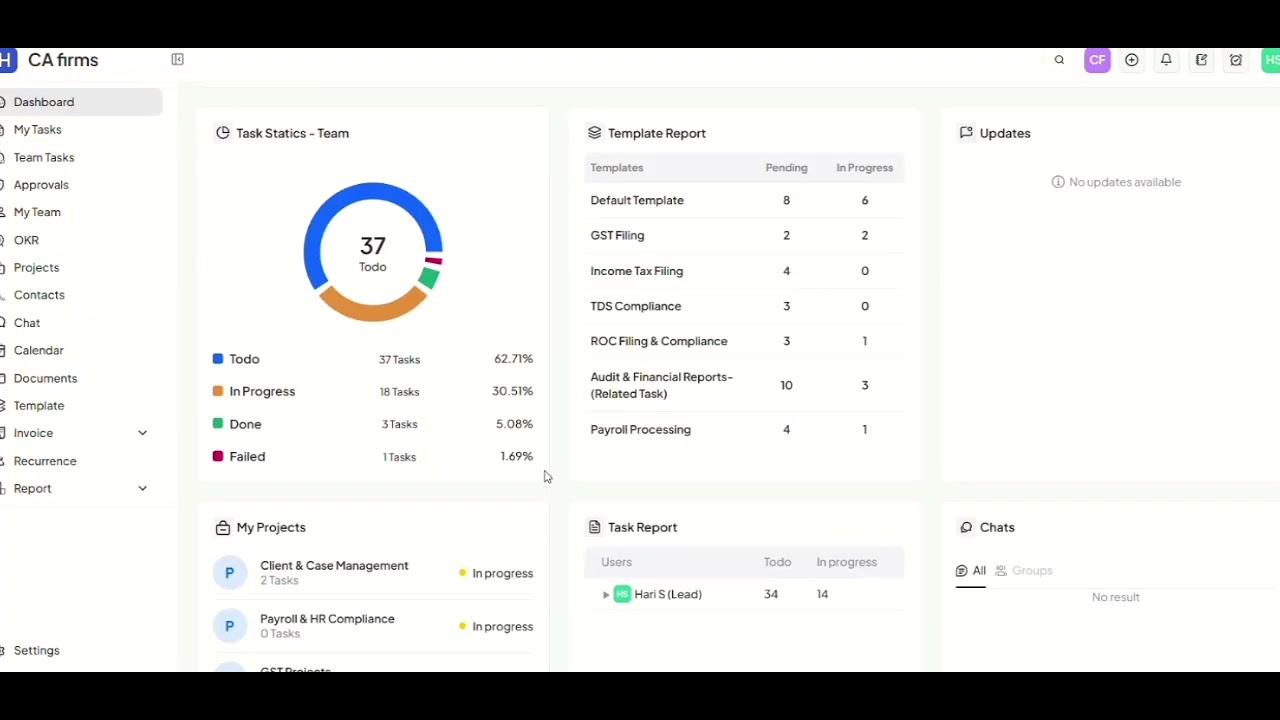 H CA firms
CF
HS
Dashboard
My Tasks
Team Tasks
Approvals
My Team
OKR
Projects
Contacts
Chat
Calendar
Documents
Template
Invoice
Recurrence
Report
Settings
Task Statics - Team
37
Todo
Todo 37 Tasks 62.71%
In Progress 18 Tasks 30.51%
Done 3 Tasks 5.08%
Failed 1 Tasks 1.69%
Template Report
Templates Pending In Progress
Default Template 8 6
GST Filing 2 2
Income Tax Filing 4 0
TDS Compliance 3 0
ROC Filing & Compliance 3 1
Audit & Financial Reports-
(Related Task) 10 3
Payroll Processing 4 1
Updates
No updates available
My Projects
P Client & Case Management In progress
2 Tasks
P Payroll & HR Compliance In progress
0 Tasks
GST Projects
Task Report
Users Todo In progress
HS Hari S (Lead) 34 14
Chats
All Groups
No result